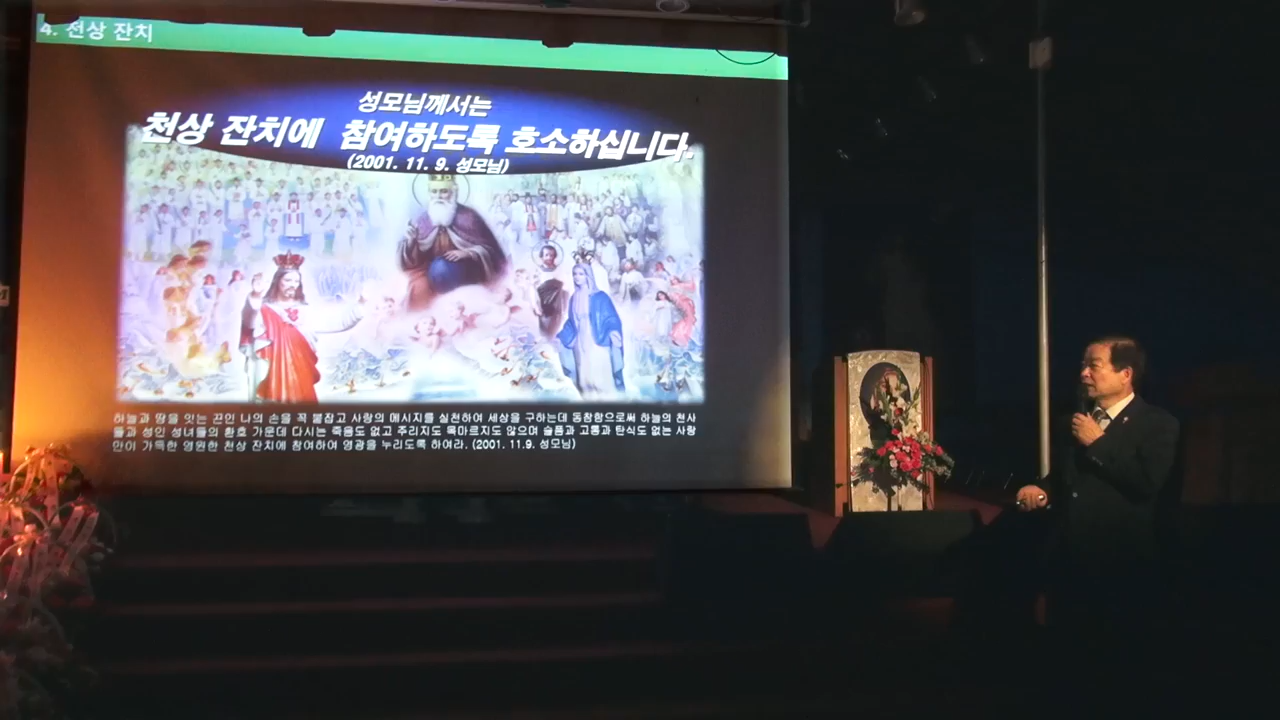 4. 천상 잔치
성모님께서는
천상 잔치에 참여하도록 호소하십니다.
(2001. 11. 9. 성모님)
하늘과 땅을 잇는 끈인 나의 손을 꼭 붙잡고 사랑의 메시지를 실천하여 세상을 구하는데 동참함으로써 하늘의 천사
들과 성인 성녀들의 환호 가운데 다시는 죽음도 없고 주리지도 목마르지도 않으며 슬픔과 고통과 탄식도 없는 사랑
만이 가득한 영원한 천상 잔치에 참여하여 영광을 누리도록 하여라. (2001. 11.9. 성모님)